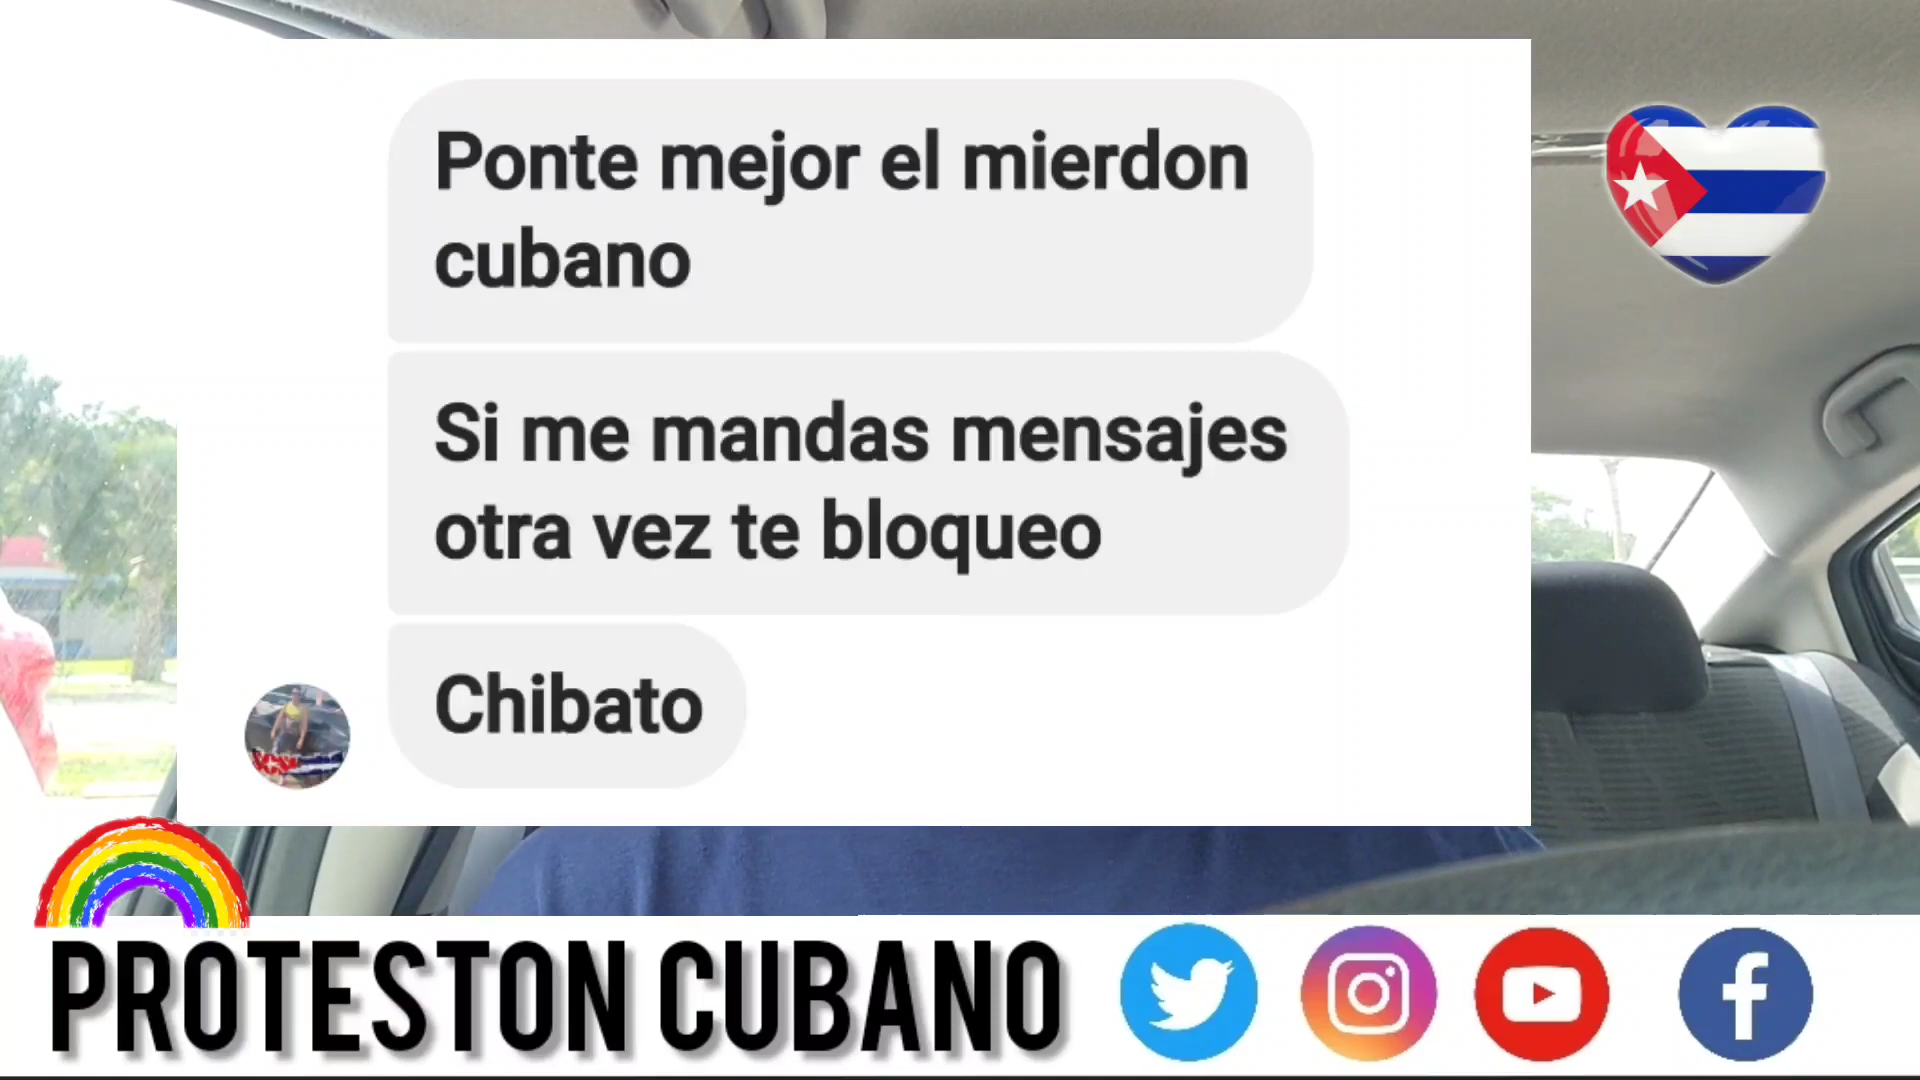 Ponte mejor el mierdon
cubano
Si me mandas mensajes
otra vez te bloqueo
Chibato
PROTESTON CUBANO